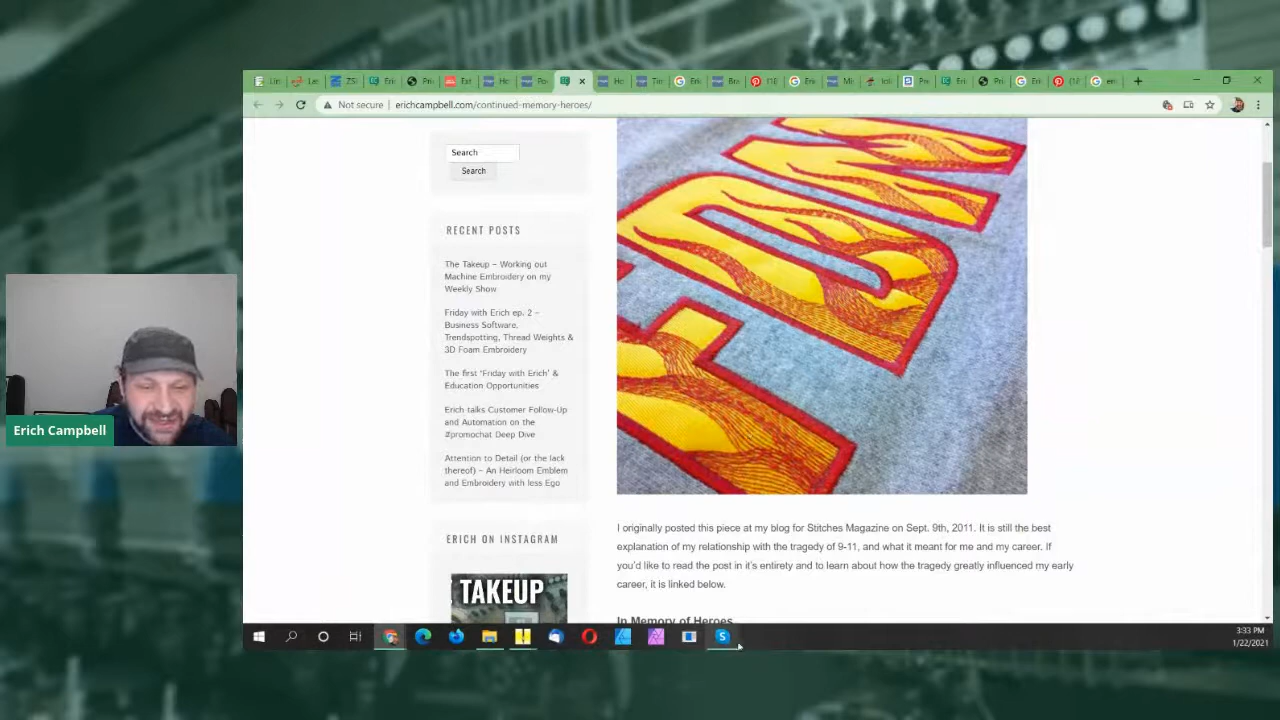 Not secure
erichcampbell.com/continued-memory-heroes/
Search
Search
RECENT POSTS
The Takeup – Working out
Machine Embroidery on my
Weekly Show
Friday with Erich ep. 2 –
Business Software,
Trendspotting, Thread Weights &
3D Foam Embroidery
The first 'Friday with Erich' &
Education Opportunities
Erich talks Customer Follow-Up
and Automation on the
#promochat Deep Dive
Attention to Detail (or the lack
thereof) – An Heirloom Emblem
and Embroidery with less Ego
ERICH ON INSTAGRAM
TAKEUP
I originally posted this piece at my blog for Stitches Magazine on Sept. 9th, 2011. It is still the best
explanation of my relationship with the tragedy of 9-11, and what it meant for me and my career. If
you'd like to read the post in it's entirety and to learn about how the tragedy greatly influenced my early
career, it is linked below.
In Memory of Heroes
Erich Campbell
3:33 PM
1/22/2021